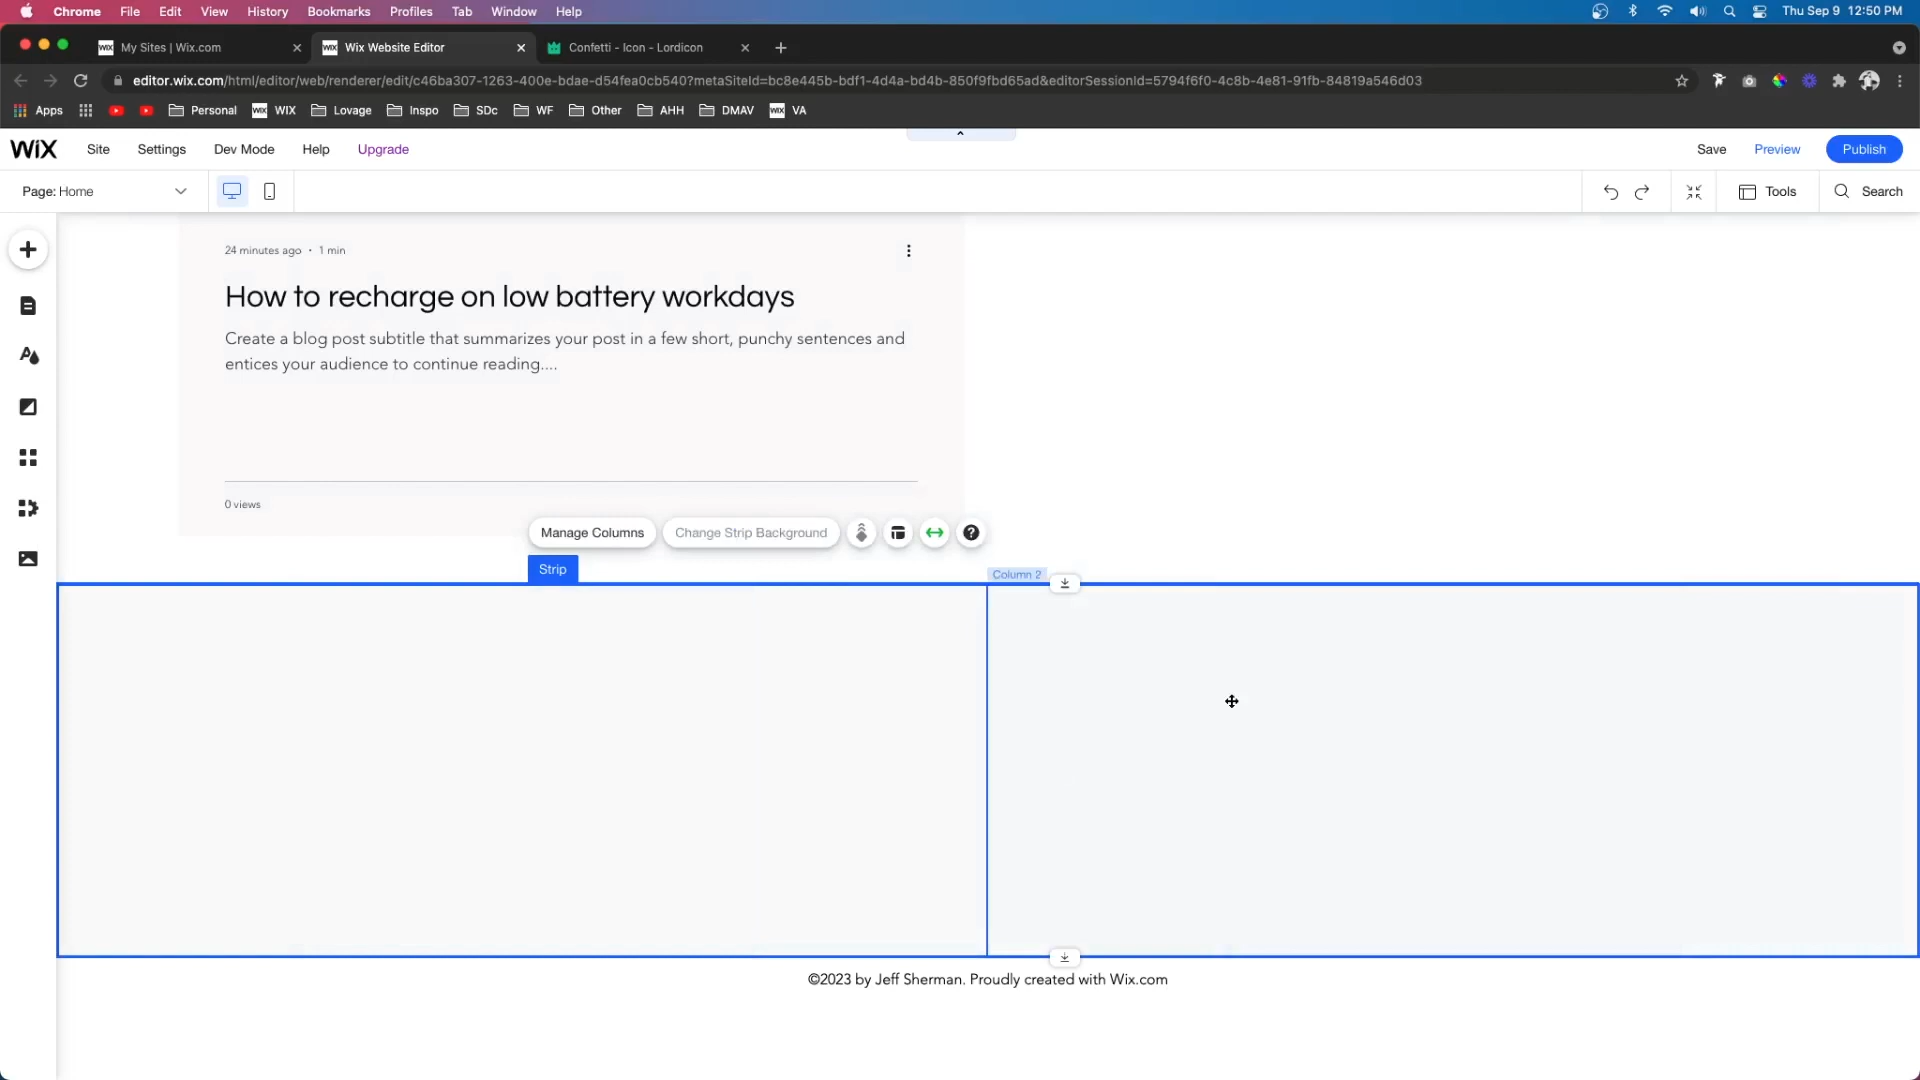 Chrome File Edit View History Bookmarks Profiles Tab Window Help Thu Sep 9 12:50 PM
WIX My Sites | Wix.com WIX Wix Website Editor Confetti - Icon - Lordicon
editor.wix.com/html/editor/web/renderer/edit/c46ba307-1263-400e-bdae-d54fea0cb540?metaSiteId=bc8e445b-bdf1-4d4a-bd4b-850f9fbd65ad&editorSessionId=5794f6f0-4c8b-4e81-91fb-84819a546d03
Apps Personal WIX WIX Lovage Inspo SDc WF Other AHH DMAV WIX VA
WIX Site Settings Dev Mode Help Upgrade Save Preview Publish
Page: Home Tools Search
24 minutes ago · 1 min
How to recharge on low battery workdays
Create a blog post subtitle that summarizes your post in a few short, punchy sentences and
entices your audience to continue reading....
0 views
Manage Columns Change Strip Background
Strip
Column 2
©2023 by Jeff Sherman. Proudly created with Wix.com